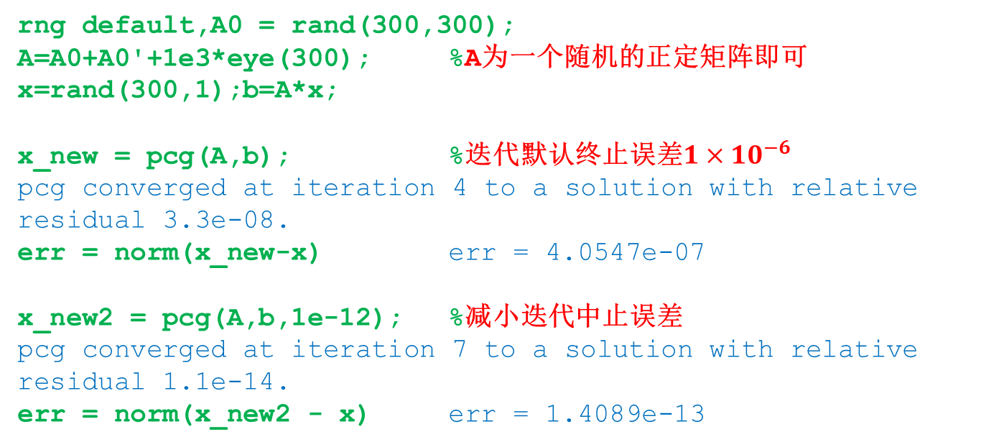 rng default,A0 = rand(300,300);
A=A0+A0'+1e3*eye(300); %A为一个随机的正定矩阵即可
x=rand(300,1);b=A*x;
x_new = pcg(A,b); %迭代默认终止误差1 × 10⁻⁶
pcg converged at iteration 4 to a solution with relative
residual 3.3e-08.
err = norm(x_new-x) err = 4.0547e-07
x_new2 = pcg(A,b,1e-12); %减小迭代中止误差
pcg converged at iteration 7 to a solution with relative
residual 1.1e-14.
err = norm(x_new2 - x) err = 1.4089e-13